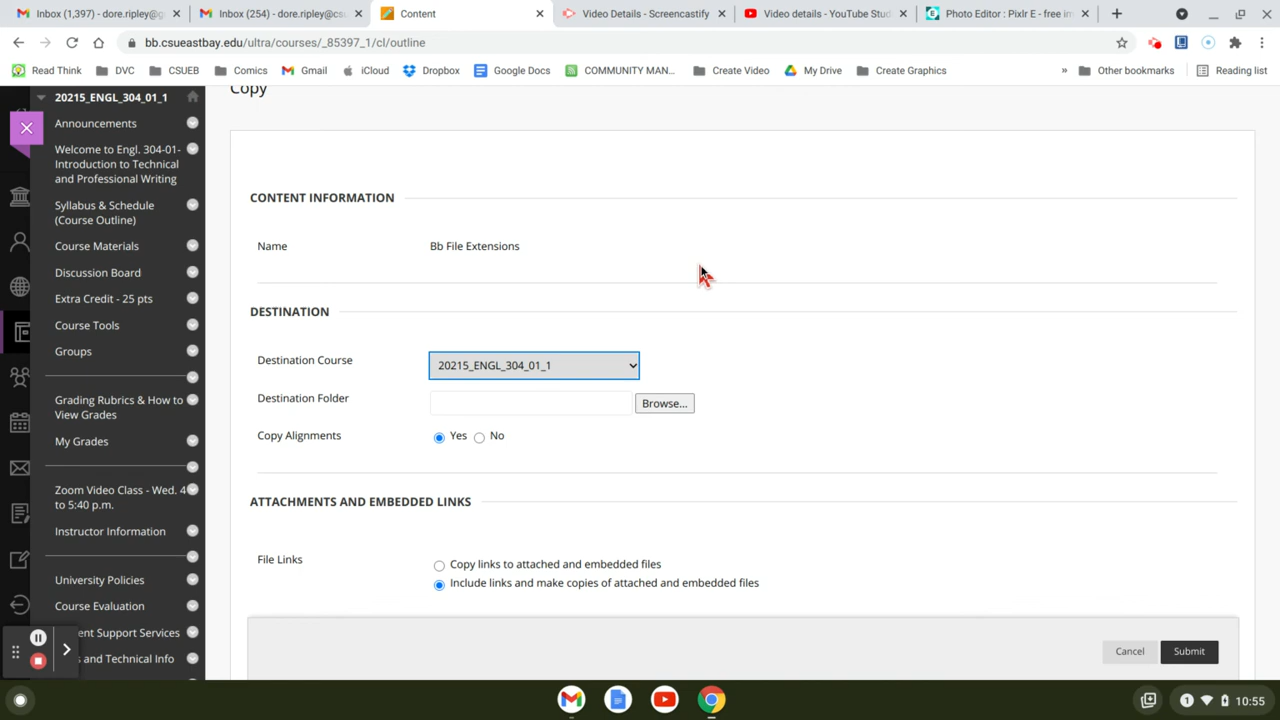 Inbox (1,397) - dore.ripley@g
Inbox (254) - dore.ripley@csu
Content
Video Details - Screencastify
Video details - YouTube Stud
Photo Editor : Pixlr E - free im
bb.csueastbay.edu/ultra/courses/_85397_1/cl/outline
Read Think
DVC
CSUEB
Comics
Gmail
iCloud
Dropbox
Google Docs
COMMUNITY MAN...
Create Video
My Drive
Create Graphics
»
Other bookmarks
Reading list
20215_ENGL_304_01_1
Announcements
Welcome to Engl. 304-01-
Introduction to Technical
and Professional Writing
Syllabus & Schedule
(Course Outline)
Course Materials
Discussion Board
Extra Credit - 25 pts
Course Tools
Groups
Grading Rubrics & How to
View Grades
My Grades
Zoom Video Class - Wed. 4
to 5:40 p.m.
Instructor Information
University Policies
Course Evaluation
ent Support Services
s and Technical Info
Copy
CONTENT INFORMATION
Name
Bb File Extensions
DESTINATION
Destination Course
20215_ENGL_304_01_1
Destination Folder
Browse...
Copy Alignments
Yes
No
ATTACHMENTS AND EMBEDDED LINKS
File Links
Copy links to attached and embedded files
Include links and make copies of attached and embedded files
Cancel
Submit
1
10:55